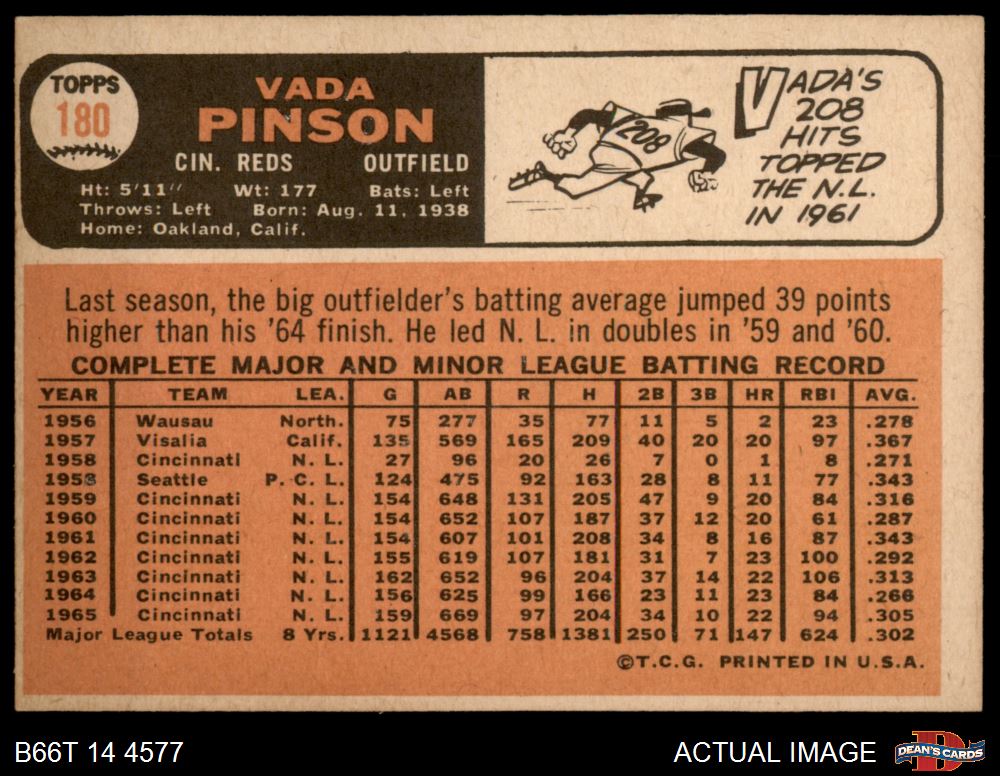 TOPPS
180
VADA
PINSON
CIN. REDS OUTFIELD
Ht: 5'11" Wt: 177 Bats: Left
Throws: Left Born: Aug. 11, 1938
Home: Oakland, Calif.
208
VADA'S
208
HITS
TOPPED
THE N.L.
IN 1961
Last season, the big outfielder's batting average jumped 39 points
higher than his '64 finish. He led N. L. in doubles in '59 and '60.
COMPLETE MAJOR AND MINOR LEAGUE BATTING RECORD
YEAR TEAM LEA. G AB R H 2B 3B HR RBI AVG.
1956 Wausau North. 75 277 35 77 11 5 2 23 .278
1957 Visalia Calif. 135 569 165 209 40 20 20 97 .367
1958 Cincinnati N. L. 27 96 20 26 7 0 1 8 .271
1958 Seattle P. C. L. 124 475 92 163 28 8 11 77 .343
1959 Cincinnati N. L. 154 648 131 205 47 9 20 84 .316
1960 Cincinnati N. L. 154 652 107 187 37 12 20 61 .287
1961 Cincinnati N. L. 154 607 101 208 34 8 16 87 .343
1962 Cincinnati N. L. 155 619 107 181 31 7 23 100 .292
1963 Cincinnati N. L. 162 652 96 204 37 14 22 106 .313
1964 Cincinnati N. L. 156 625 99 166 23 11 23 84 .266
1965 Cincinnati N. L. 159 669 97 204 34 10 22 94 .305
Major League Totals 8 Yrs. 1121 4568 758 1381 250 71 147 624 .302
©T.C.G. PRINTED IN U.S.A.
B66T 14 4577 ACTUAL IMAGE DEAN'S CARDS